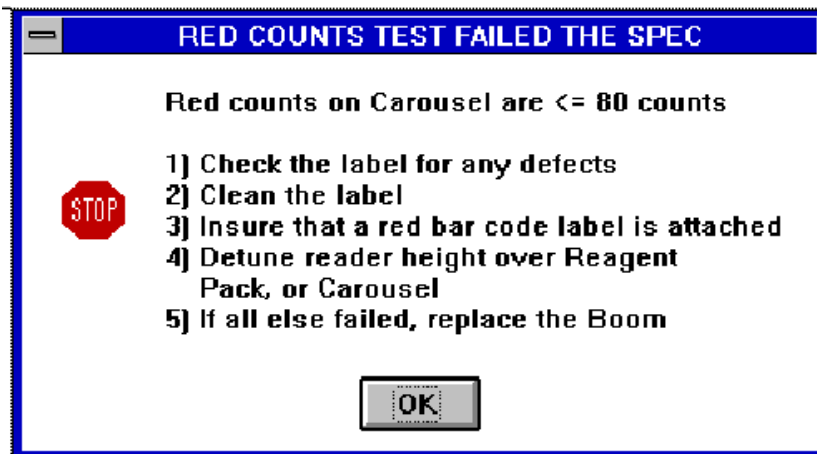 RED COUNTS TEST FAILED THE SPEC
Red counts on Carousel are <= 80 counts
1) Check the label for any defects
2) Clean the label
3) Insure that a red bar code label is attached
4) Detune reader height over Reagent
Pack, or Carousel
5) If all else failed, replace the Boom
STOP
OK